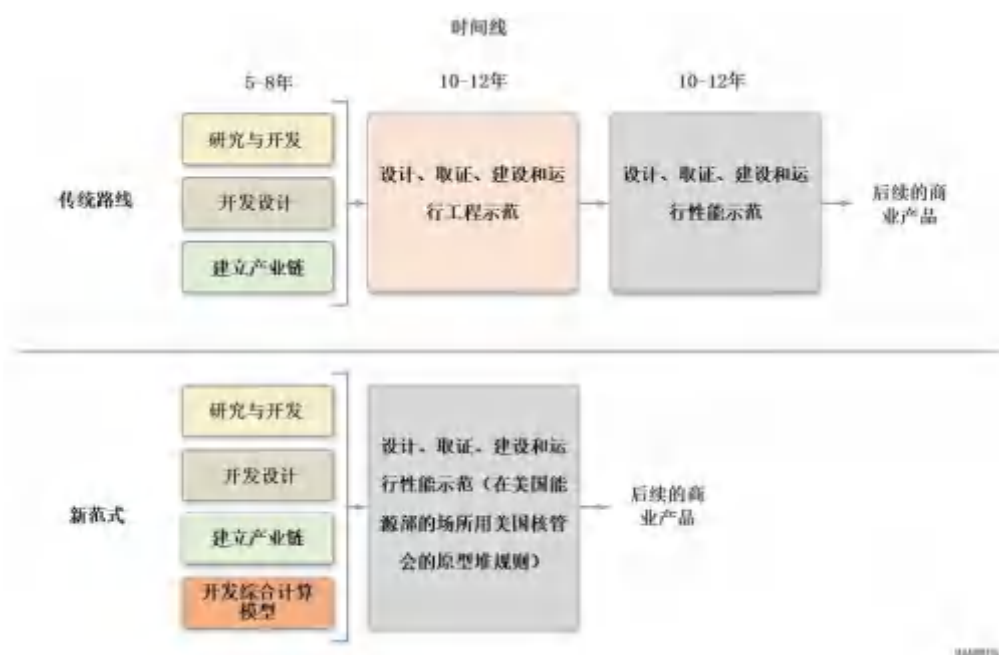 时间线
5-8年
10-12年
10-12年
传统路线
研究与开发
开发设计
建立产业链
设计、取证、建设和运
行工程示范
设计、取证、建设和运
行性能示范
后续的商
业产品
新范式
研究与开发
开发设计
建立产业链
开发综合计算
模型
设计、取证、建设和运
行性能示范（在美国能
源部的场所用美国核管
会的原型堆规则）
后续的商
业产品